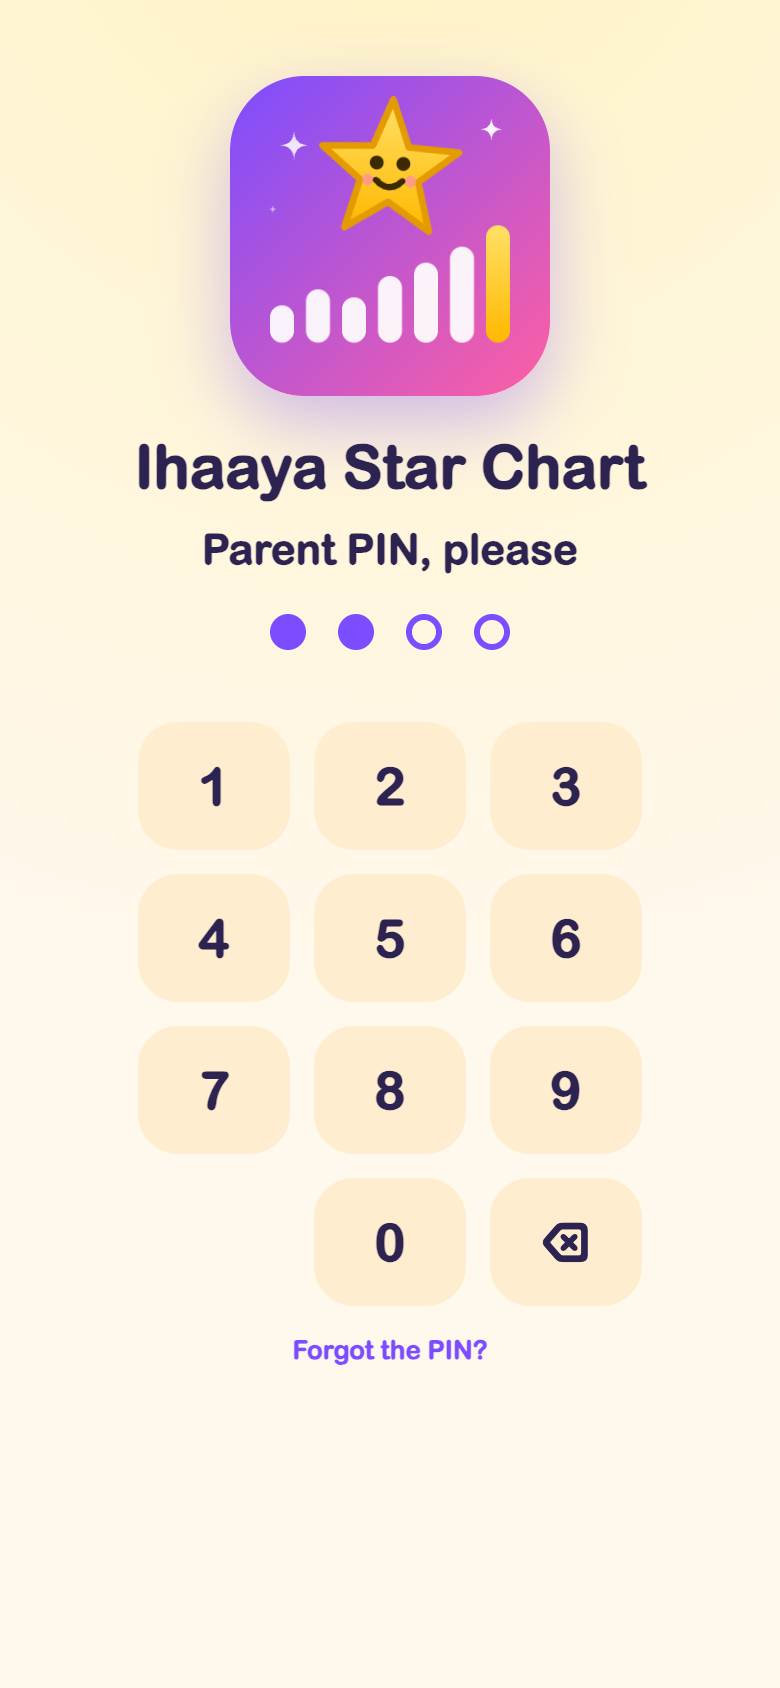 Ihaaya Star Chart
Parent PIN, please
1 2 3
4 5 6
7 8 9
0
Forgot the PIN?